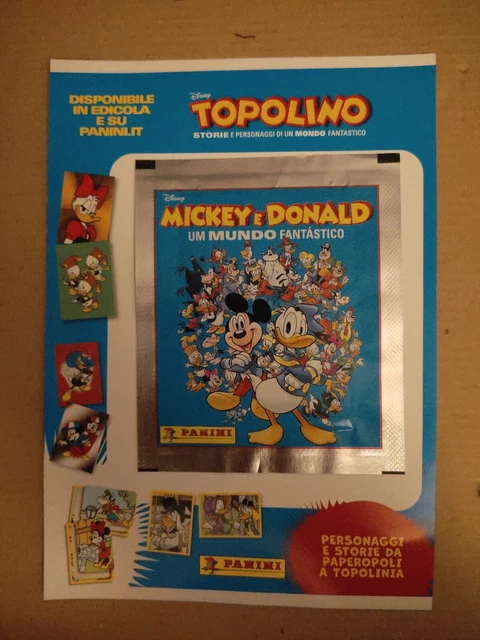 DISPONIBILE
IN EDICOLA
E SU
PANINI.IT
Disney
TOPOLINO
STORIE E PERSONAGGI DI UN MONDO FANTASTICO
Disney
MICKEY E DONALD
UM MUNDO FANTÁSTICO
PANINI
PANINI
PERSONAGGI
E STORIE DA
PAPEROPOLI
A TOPOLINIA